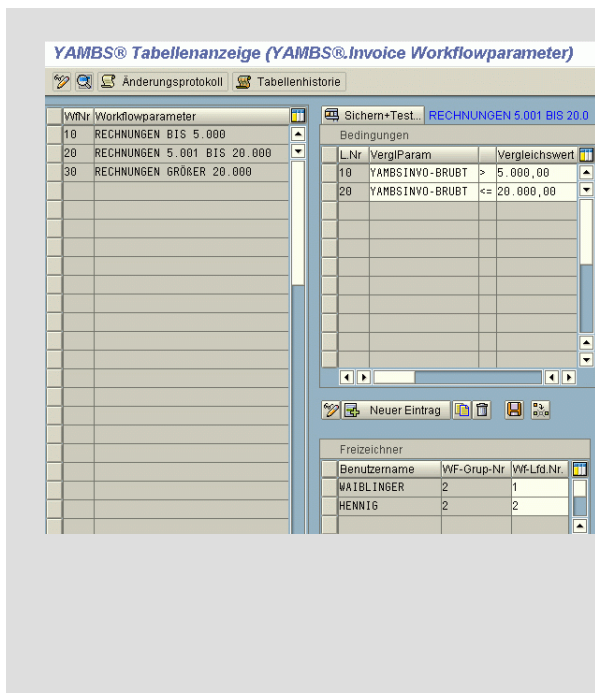 YAMBS® Tabellenanzeige (YAMBS®.Invoice Workflowparameter)
Änderungsprotokoll Tabellenhistorie
WfNr Workflowparameter
10 RECHNUNGEN BIS 5.000
20 RECHNUNGEN 5.001 BIS 20.000
30 RECHNUNGEN GRÖßER 20.000
Sichern+Test... RECHNUNGEN 5.001 BIS 20.0
Bedingungen
L.Nr VerglParam Vergleichswert
10 YAMBSINVO-BRUBT > 5.000,00
20 YAMBSINVO-BRUBT <= 20.000,00
Neuer Eintrag
Freizeichner
Benutzername WF-Grup-Nr Wf-Lfd.Nr.
WAIBLINGER 2 1
HENNIG 2 2